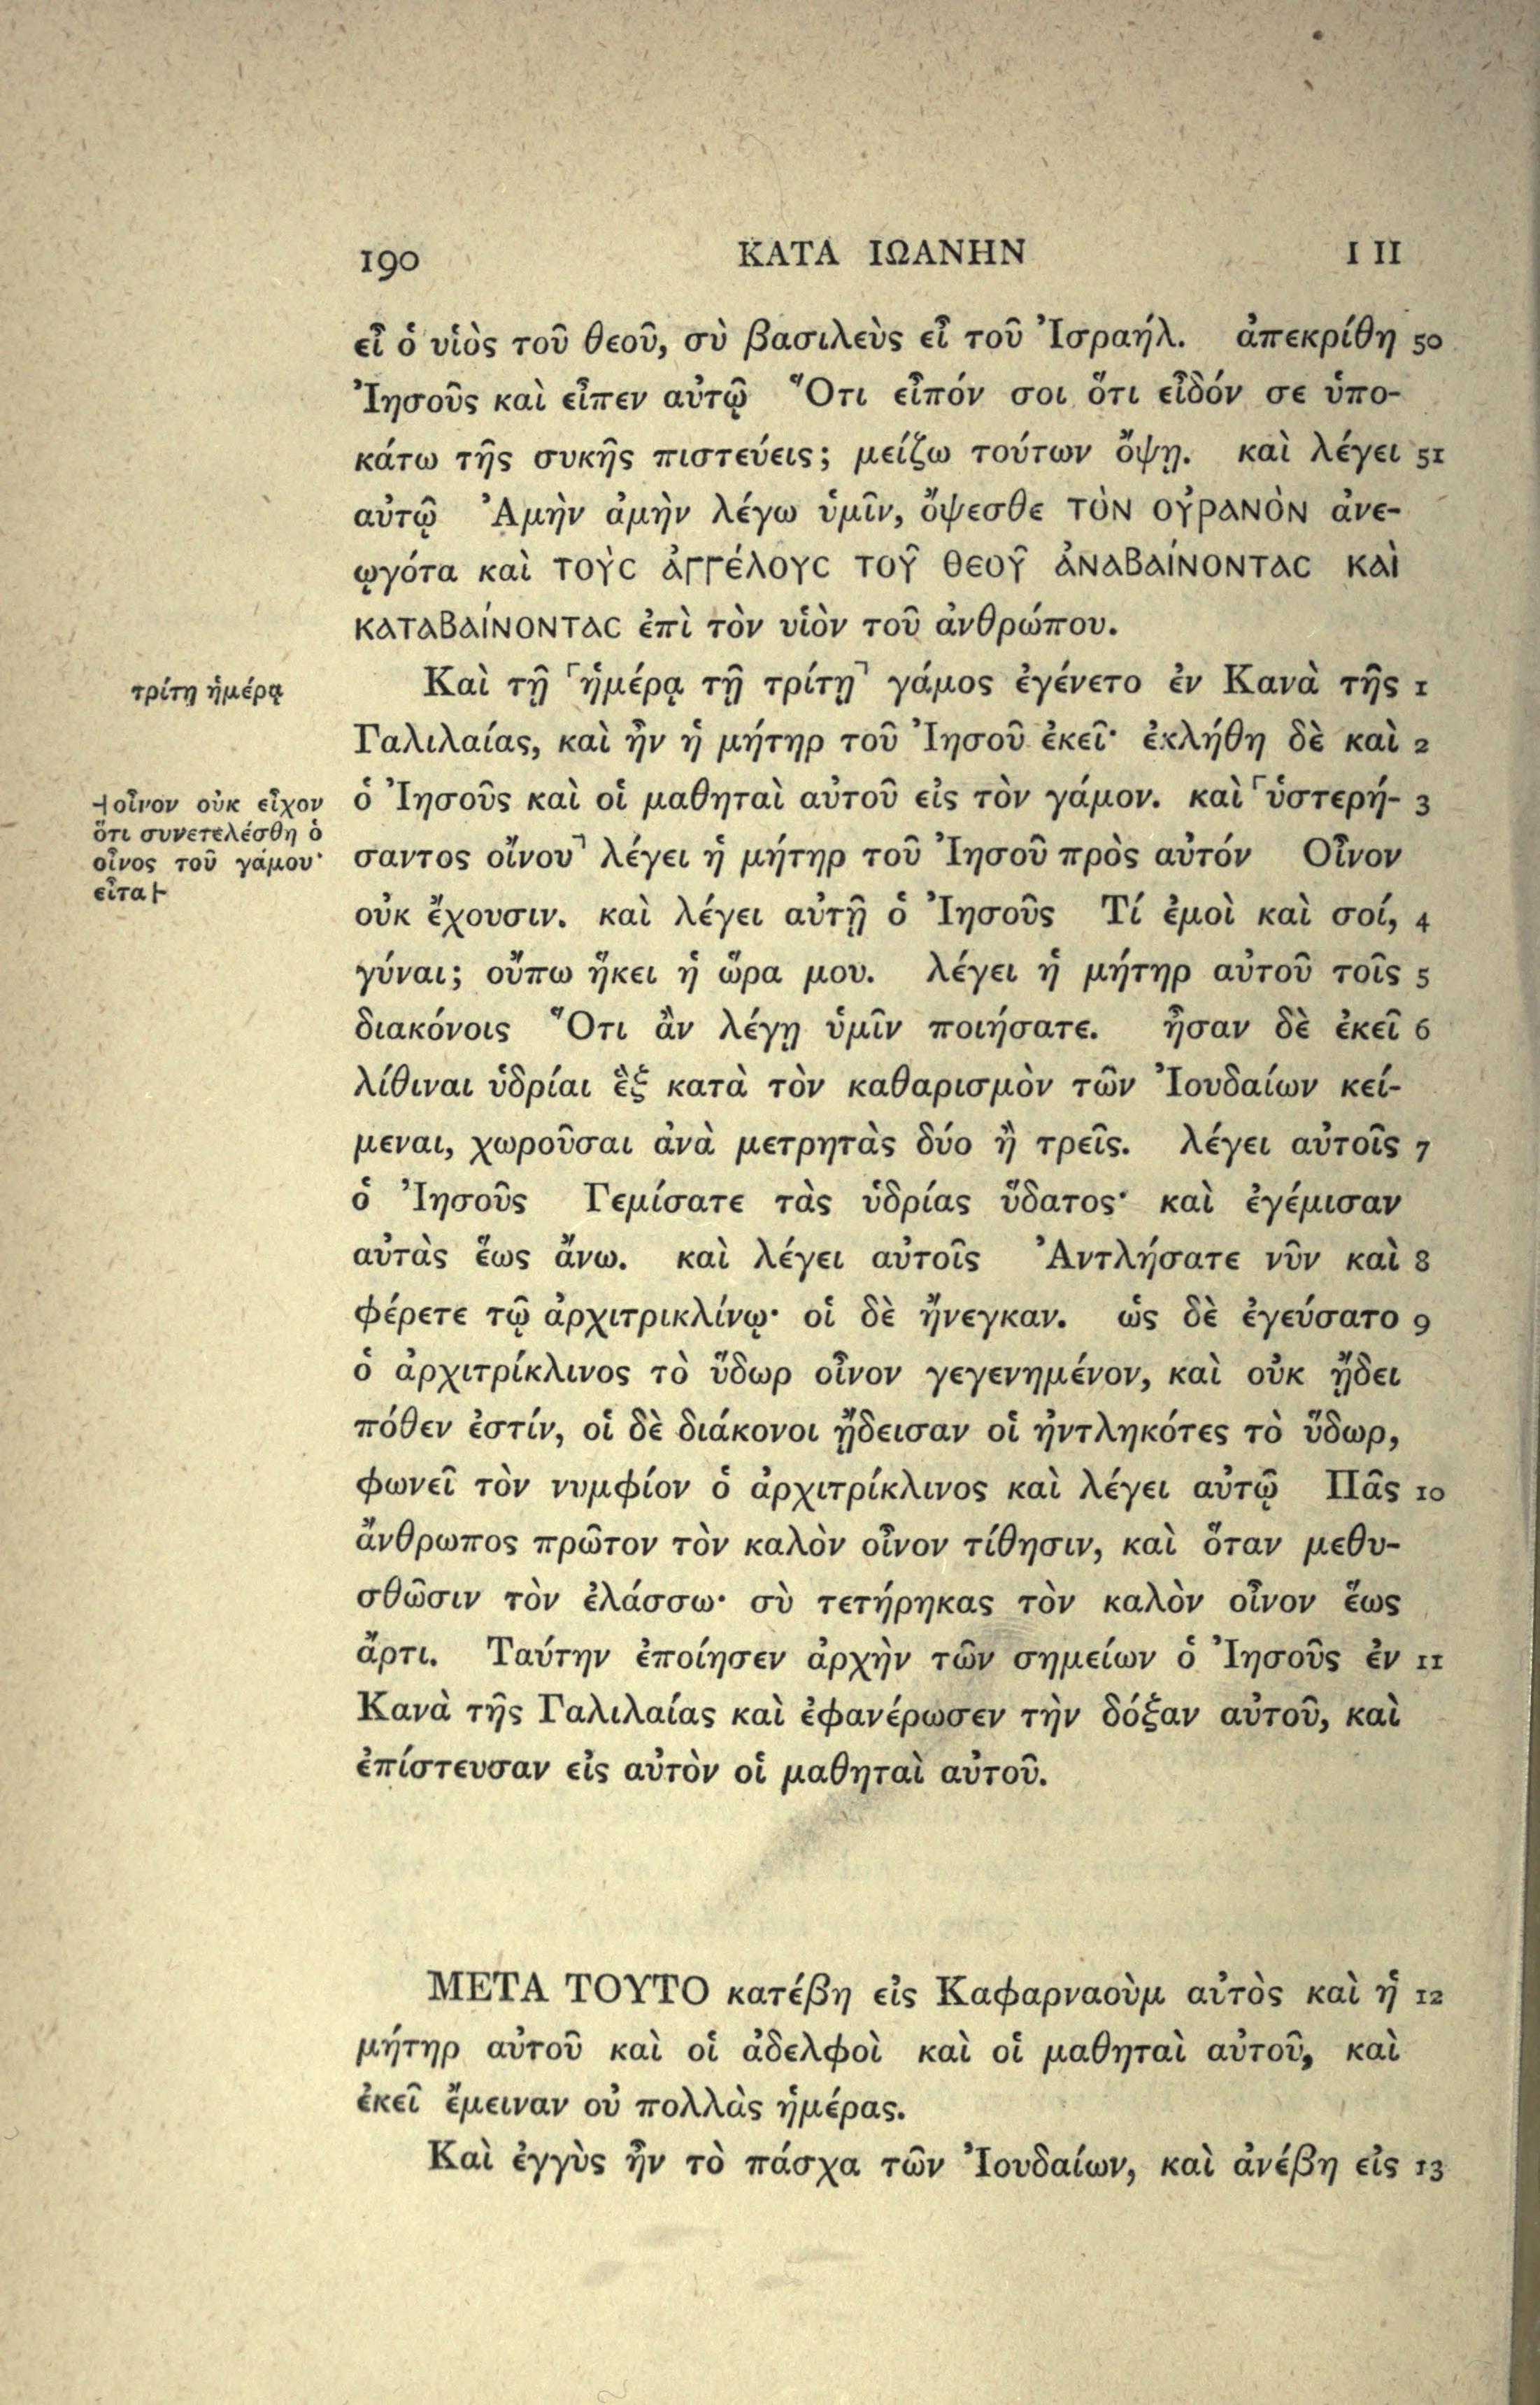 190 ΚΑΤΑ ΙΩΑΝΗΝ I II
εἶ ὁ υἱὸς τοῦ θεοῦ, σὺ βασιλεὺς εἶ τοῦ Ἰσραήλ. ἀπεκρίθη 50
Ἰησοῦς καὶ εἶπεν αὐτῷ Ὅτι εἶπόν σοι ὅτι εἶδόν σε ὑπο-
κάτω τῆς συκῆς πιστεύεις; μείζω τούτων ὄψῃ. καὶ λέγει 51
αὐτῷ Ἀμὴν ἀμὴν λέγω ὑμῖν, ὄψεσθε τὸν οὐρανὸν ἀνε-
ῳγότα καὶ τοὺς ἀγγέλους τοῦ θεοῦ ἀναβαίνοντας καὶ
καταβαίνοντας ἐπὶ τὸν υἱὸν τοῦ ἀνθρώπου.
τρίτῃ ἡμέρᾳ
Καὶ τῇ ⸢ἡμέρᾳ τῇ τρίτῃ⸣ γάμος ἐγένετο ἐν Κανὰ τῆς 1
Γαλιλαίας, καὶ ἦν ἡ μήτηρ τοῦ Ἰησοῦ ἐκεῖ· ἐκλήθη δὲ καὶ 2
⊣οἶνον οὐκ εἶχον
ὅτι συνετελέσθη ὁ
οἶνος τοῦ γάμου·
εἶτα⊢
ὁ Ἰησοῦς καὶ οἱ μαθηταὶ αὐτοῦ εἰς τὸν γάμον. καὶ ⸢ὑστερή- 3
σαντος οἴνου⸣ λέγει ἡ μήτηρ τοῦ Ἰησοῦ πρὸς αὐτόν Οἶνον
οὐκ ἔχουσιν. καὶ λέγει αὐτῇ ὁ Ἰησοῦς Τί ἐμοὶ καὶ σοί, 4
γύναι; οὔπω ἥκει ἡ ὥρα μου. λέγει ἡ μήτηρ αὐτοῦ τοῖς 5
διακόνοις Ὅτι ἂν λέγῃ ὑμῖν ποιήσατε. ἦσαν δὲ ἐκεῖ 6
λίθιναι ὑδρίαι ἓξ κατὰ τὸν καθαρισμὸν τῶν Ἰουδαίων κεί-
μεναι, χωροῦσαι ἀνὰ μετρητὰς δύο ἢ τρεῖς. λέγει αὐτοῖς 7
ὁ Ἰησοῦς Γεμίσατε τὰς ὑδρίας ὕδατος· καὶ ἐγέμισαν
αὐτὰς ἕως ἄνω. καὶ λέγει αὐτοῖς Ἀντλήσατε νῦν καὶ 8
φέρετε τῷ ἀρχιτρικλίνῳ· οἱ δὲ ἤνεγκαν. ὡς δὲ ἐγεύσατο 9
ὁ ἀρχιτρίκλινος τὸ ὕδωρ οἶνον γεγενημένον, καὶ οὐκ ᾔδει
πόθεν ἐστίν, οἱ δὲ διάκονοι ᾔδεισαν οἱ ἠντληκότες τὸ ὕδωρ,
φωνεῖ τὸν νυμφίον ὁ ἀρχιτρίκλινος καὶ λέγει αὐτῷ Πᾶς 10
ἄνθρωπος πρῶτον τὸν καλὸν οἶνον τίθησιν, καὶ ὅταν μεθυ-
σθῶσιν τὸν ἐλάσσω· σὺ τετήρηκας τὸν καλὸν οἶνον ἕως
ἄρτι. Ταύτην ἐποίησεν ἀρχὴν τῶν σημείων ὁ Ἰησοῦς ἐν 11
Κανὰ τῆς Γαλιλαίας καὶ ἐφανέρωσεν τὴν δόξαν αὐτοῦ, καὶ
ἐπίστευσαν εἰς αὐτὸν οἱ μαθηταὶ αὐτοῦ.
ΜΕΤΑ ΤΟΥΤΟ κατέβη εἰς Καφαρναοὺμ αὐτὸς καὶ ἡ 12
μήτηρ αὐτοῦ καὶ οἱ ἀδελφοὶ καὶ οἱ μαθηταὶ αὐτοῦ, καὶ
ἐκεῖ ἔμειναν οὐ πολλὰς ἡμέρας.
Καὶ ἐγγὺς ἦν τὸ πάσχα τῶν Ἰουδαίων, καὶ ἀνέβη εἰς 13